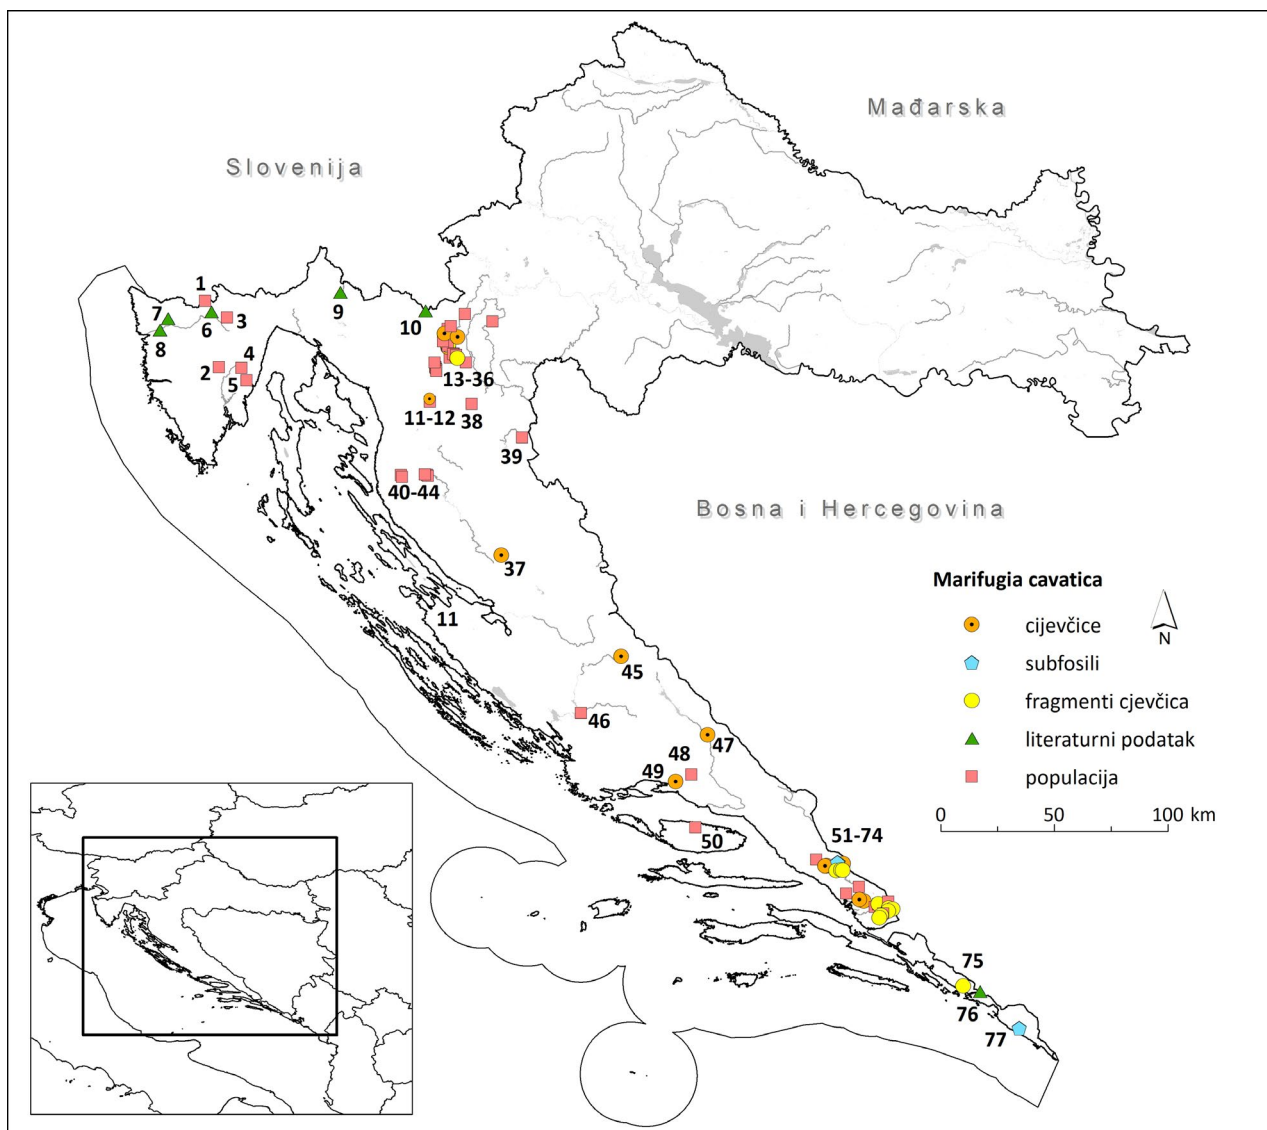 Mađarska
Slovenija
1
7
6
3
8
9
10
2
4
5
13-36
11-12
38
39
40-44
Bosna i Hercegovina
37
11
45
46
47
48
49
50
51-74
75
76
77
Marifugia cavatica
cijevčice
subfosili
fragmenti cjevčica
literaturni podatak
populacija
N
0 50 100 km